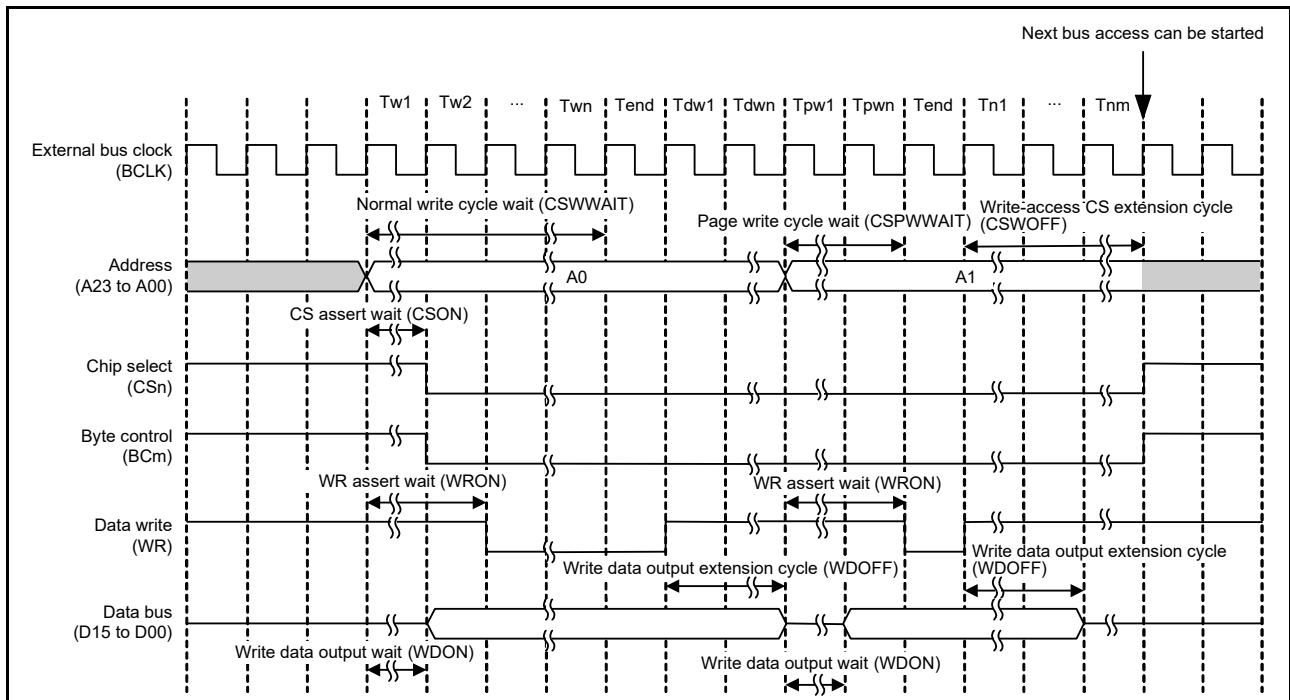 Next bus access can be started
Tw1 Tw2 ... Twn Tend Tdw1 Tdwn Tpw1 Tpwn Tend Tn1 ... Tnm
External bus clock
(BCLK)
Normal write cycle wait (CSWWAIT)
Page write cycle wait (CSPWWAIT)
Write-access CS extension cycle
(CSWOFF)
Address
(A23 to A00)
A0
A1
CS assert wait (CSON)
Chip select
(CSn)
Byte control
(BCm)
WR assert wait (WRON)
WR assert wait (WRON)
Data write
(WR)
Write data output extension cycle (WDOFF)
Write data output extension cycle
(WDOFF)
Data bus
(D15 to D00)
Write data output wait (WDON)
Write data output wait (WDON)